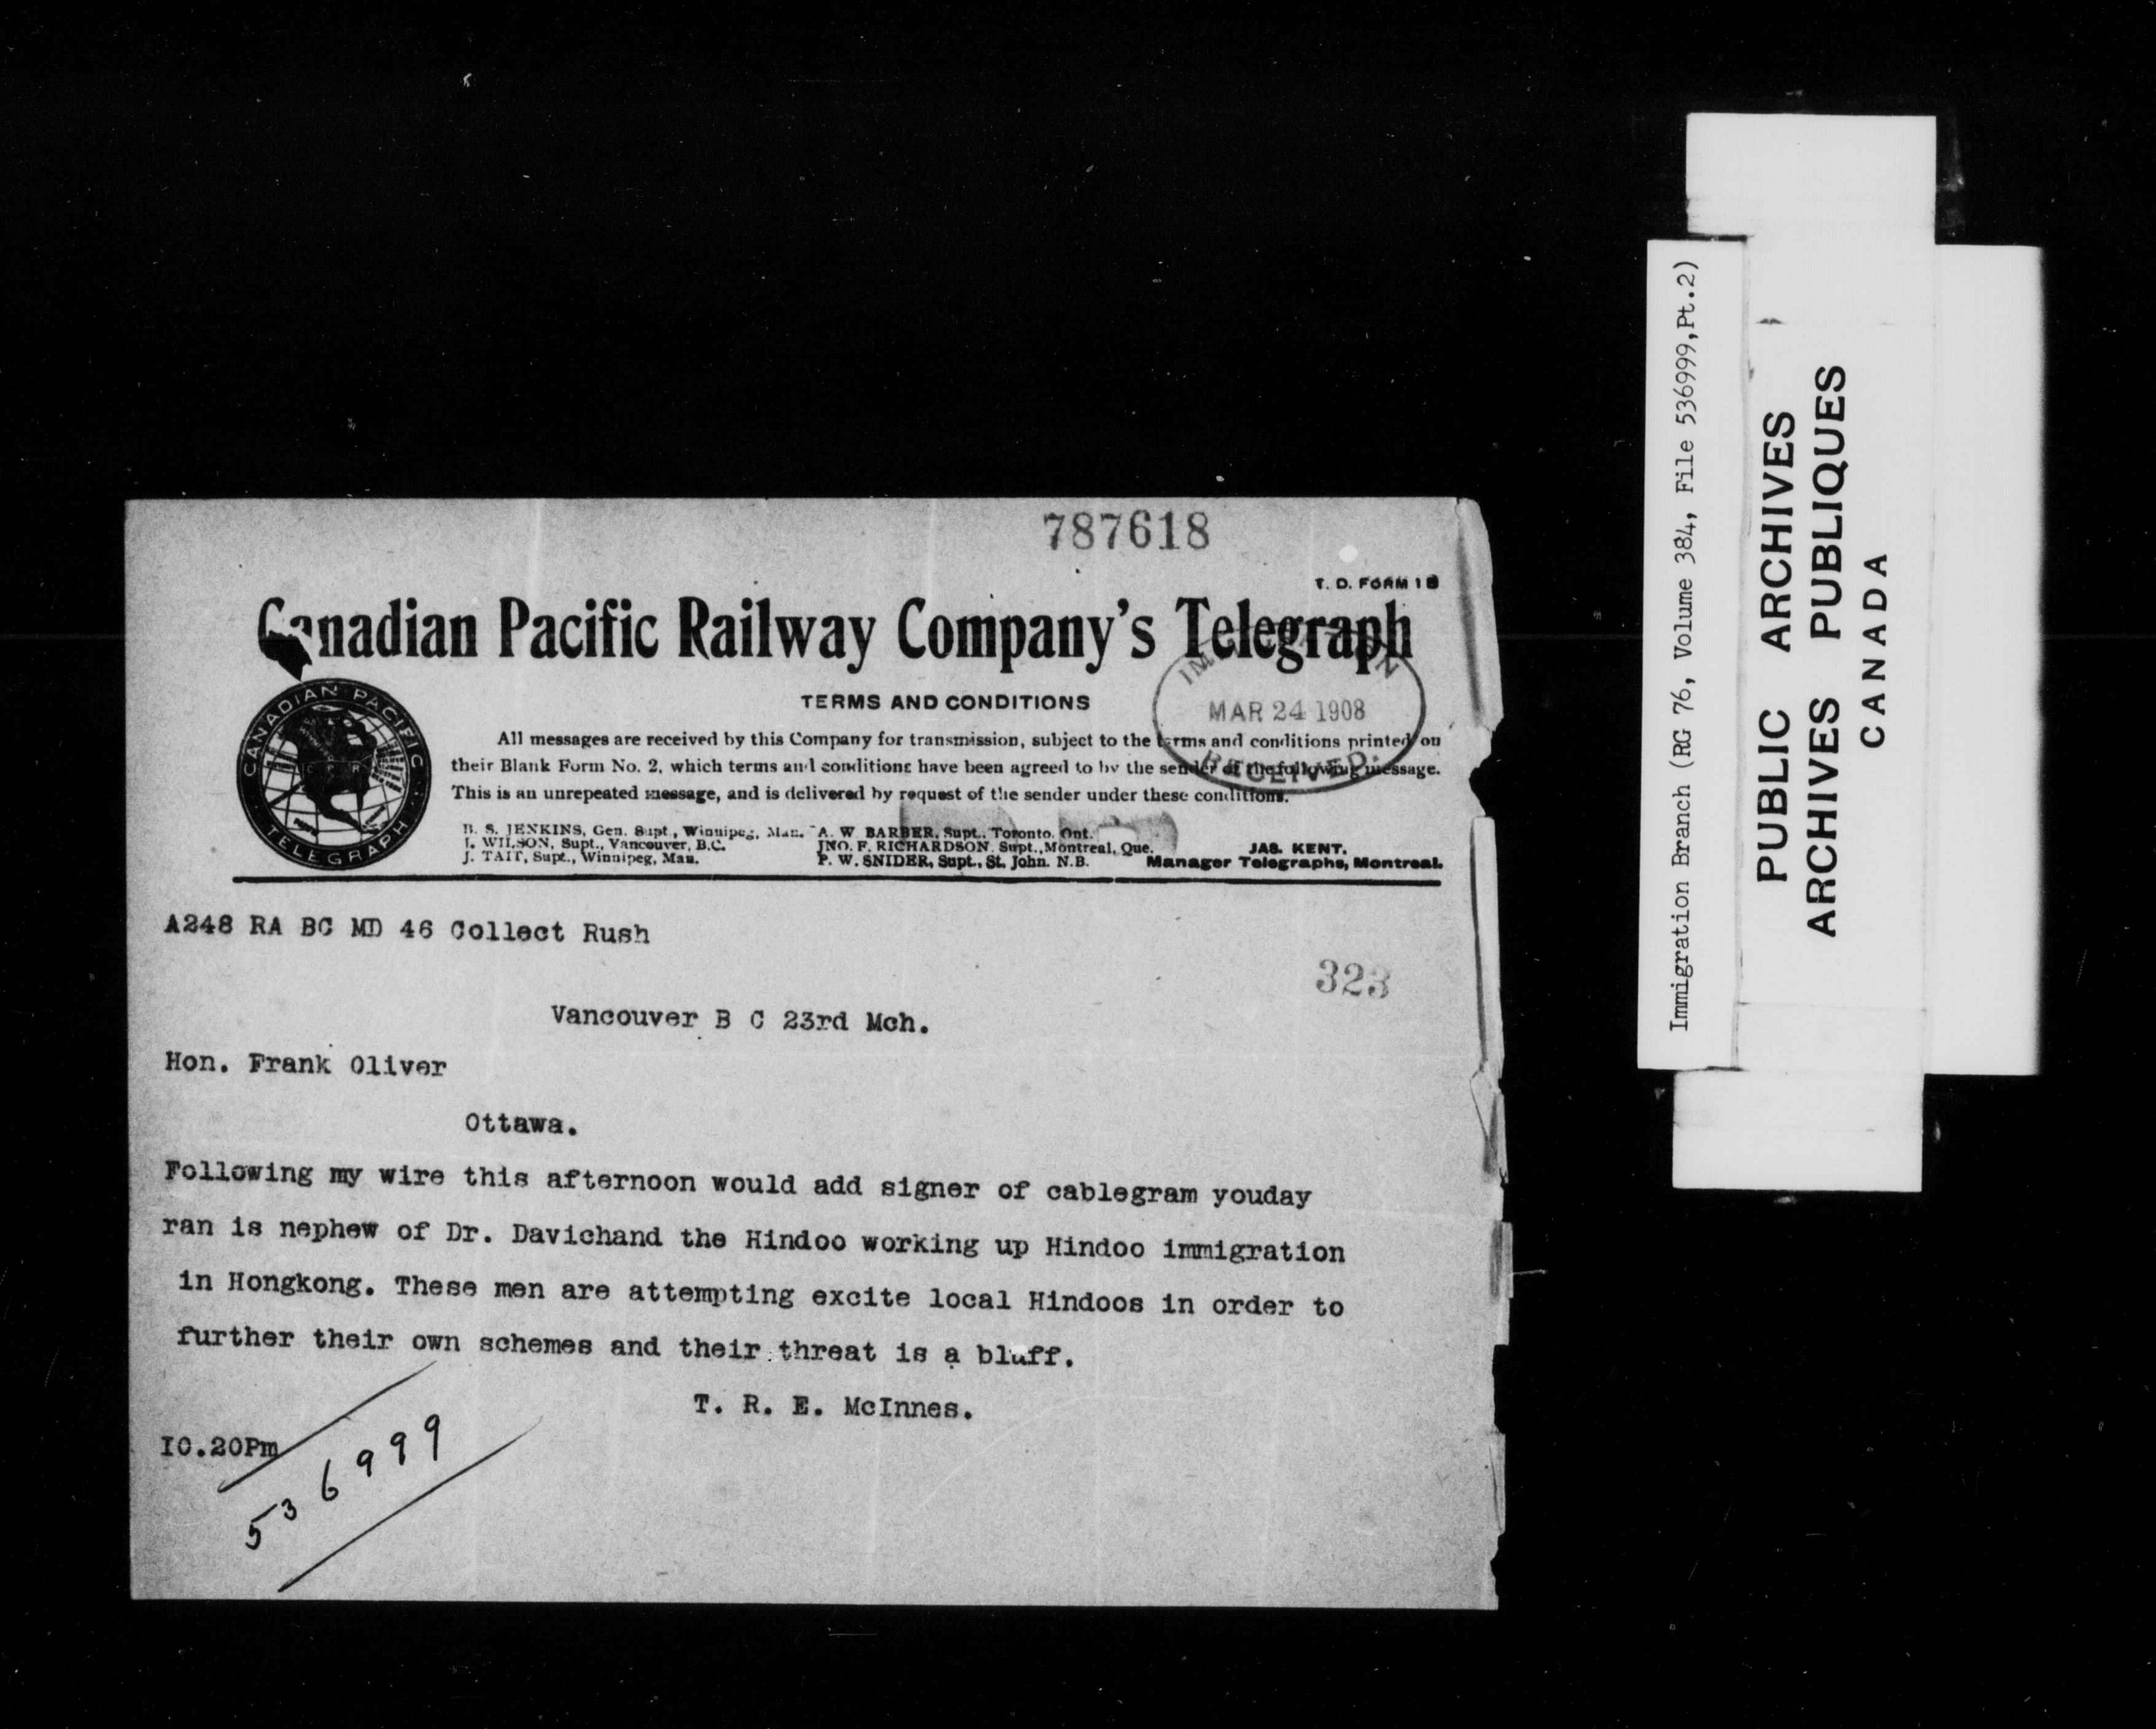 787618
T. D. FORM 1
Canadian Pacific Railway Company's Telegraph
TERMS AND CONDITIONS
MAR 24 1908
RECEIVED.
All messages are received by this Company for transmission, subject to the terms and conditions printed on
their Blank Form No. 2, which terms and conditions have been agreed to by the sender of the following message.
This is an unrepeated message, and is delivered by request of the sender under these conditions.
CANADIAN PACIFIC
C P R
TELEGRAPH
B. S. JENKINS, Gen. Supt., Winnipeg, Man.
J. WILSON, Supt., Vancouver, B.C.
J. TAIT, Supt., Winnipeg, Man.
A. W. BARBER, Supt., Toronto, Ont.
JNO. F. RICHARDSON, Supt., Montreal, Que.
P. W. SNIDER, Supt., St. John, N.B.
JAS. KENT.
Manager Telegraphs, Montreal.
A248 RA BC MD 46 Collect Rush
323
Vancouver B C 23rd Mch.
Hon. Frank Oliver
Ottawa.
Following my wire this afternoon would add signer of cablegram youday
ran is nephew of Dr. Davichand the Hindoo working up Hindoo immigration
in Hongkong. These men are attempting excite local Hindoos in order to
further their own schemes and their threat is a bluff.
T. R. E. McInnes.
10.20Pm
536999
Immigration Branch (RG 76, Volume 384, File 536999,Pt.2)
PUBLIC ARCHIVES
ARCHIVES PUBLIQUES
CANADA